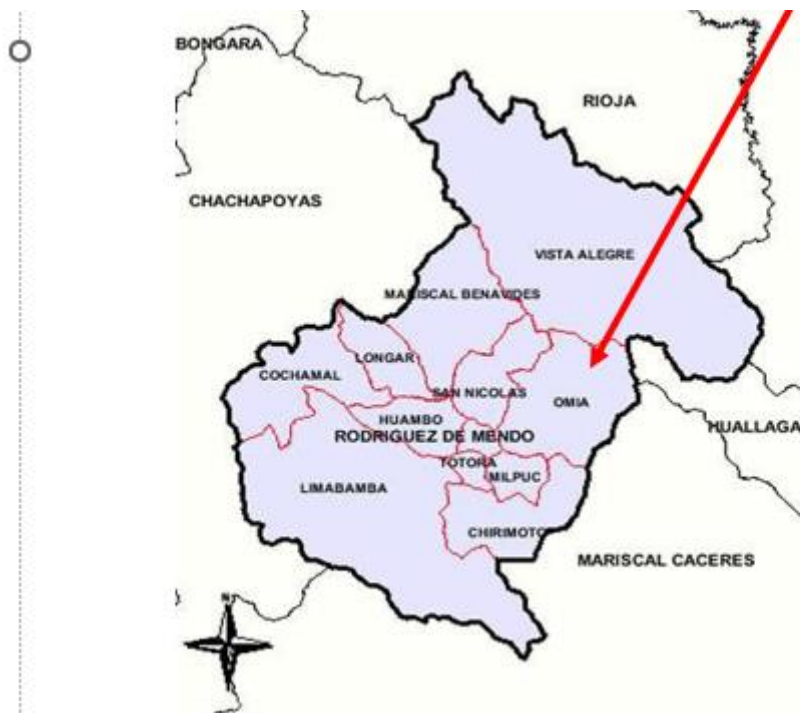 BONGARA
RIOJA
CHACHAPOYAS
VISTA ALEGRE
MARISCAL BENAVIDES
LONGAR
COCHAMAL
SAN NICOLAS
OMIA
HUAMBO
HUALLAGA
RODRIGUEZ DE MENDO
TOTORA
MILPUC
LIMABAMBA
CHIRIMOTO
MARISCAL CACERES
N